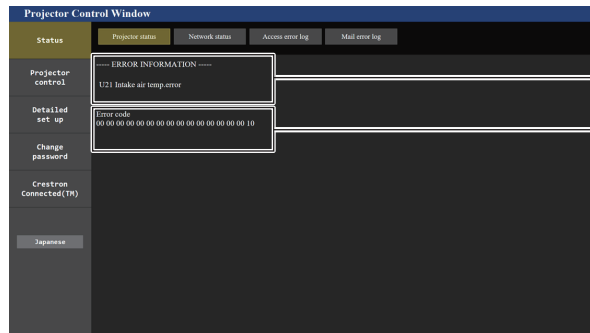 Projector Control Window
Status
Projector status
Network status
Access error log
Mail error log
Projector
control
Detailed
set up
Change
password
Crestron
Connected(TM)
Japanese
----- ERROR INFORMATION -----
U21 Intake air temp.error
Error code
00 00 00 00 00 00 00 00 00 00 00 00 00 00 00 10